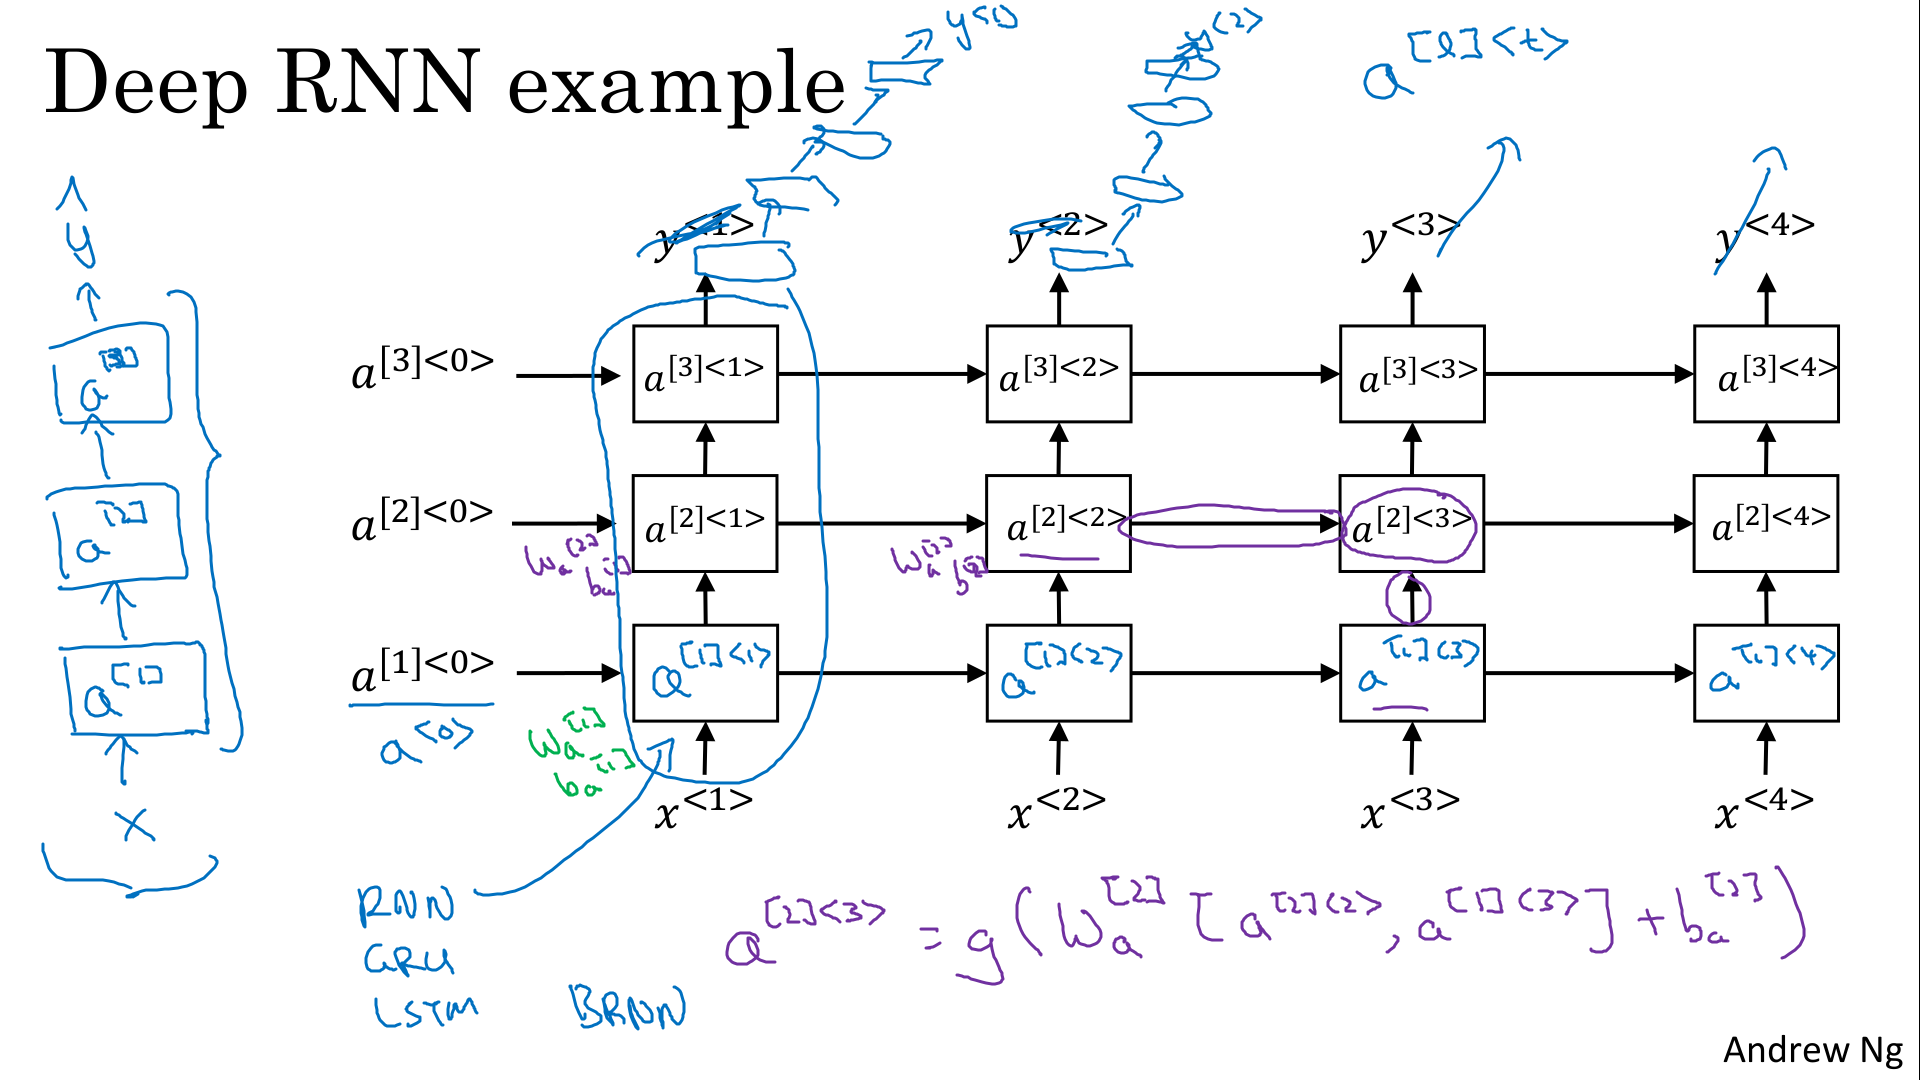 Deep RNN example
y<1>
y<2>
a^[l]<t>
y
y^<1>
y^<2>
y^<3>
y^<4>
a^[3]
a^[3]<0>
a^[3]<1>
a^[3]<2>
a^[3]<3>
a^[3]<4>
a^[2]
a^[2]<0>
W_a^[2]
b_a^[2]
a^[2]<1>
W_a^[2]
b_a^[2]
a^[2]<2>
a^[2]<3>
a^[2]<4>
a^[1]
a^[1]<0>
a^<0>
W_a^[1]
b_a^[1]
a^[1]<1>
a^[1]<2>
a^[1]<3>
a^[1]<4>
x
x^<1>
x^<2>
x^<3>
x^<4>
RNN
GRU
LSTM
BRNN
a^[2]<3> = g(W_a^[2] [a^[2]<2>, a^[1]<3>] + b_a^[2])
Andrew Ng